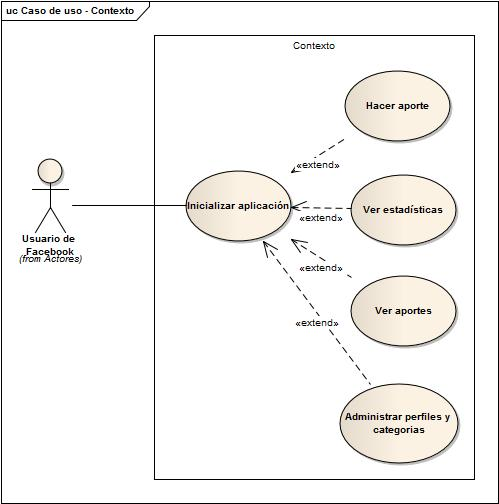 uc Caso de uso - Contexto
Contexto
Hacer aporte
«extend»
Inicializar aplicación
Ver estadísticas
«extend»
Usuario de
Facebook
(from Actores)
«extend»
Ver aportes
«extend»
Administrar perfiles y
categorias